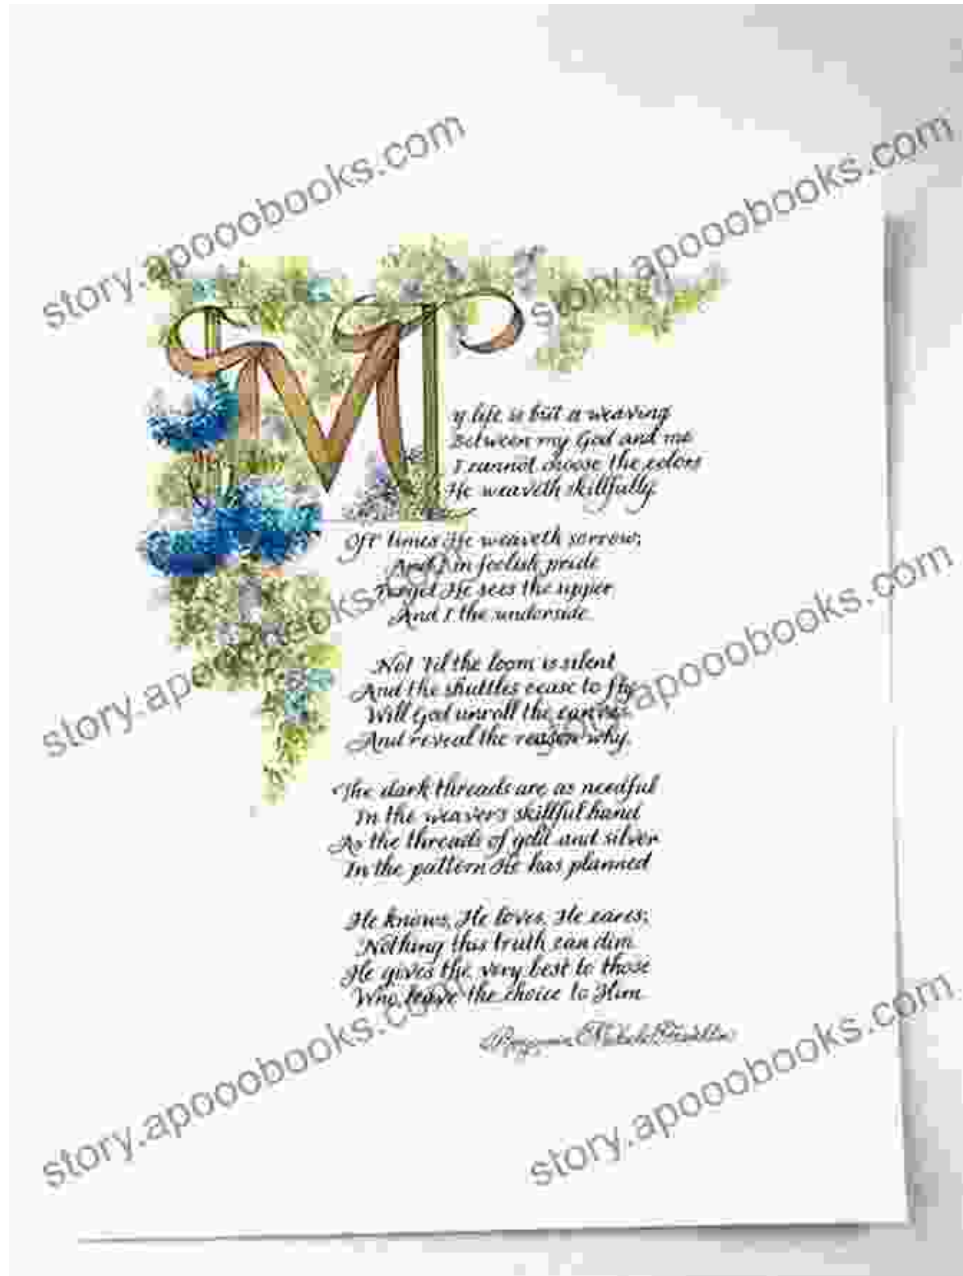 story.apooobooks.com
story.apooobooks.com
My life is but a weaving
Between my God and me
I cannot choose the colors
He weaveth skillfully.
Oft times He weaveth sorrow;
And I in foolish pride
Forget He sees the upper
And I the underside.
Not 'til the loom is silent
And the shuttles cease to fly
Will God unroll the canvas
And reveal the reason why.
story.apooobooks.com
story.apooobooks.com
The dark threads are as needful
In the weaver's skillful hand
As the threads of gold and silver
In the pattern He has planned
He knows, He loves, He cares;
Nothing this truth can dim.
He gives the very best to those
Who leave the choice to Him.
Benjamin Malachi Franklin
story.apooobooks.com
story.apooobooks.com